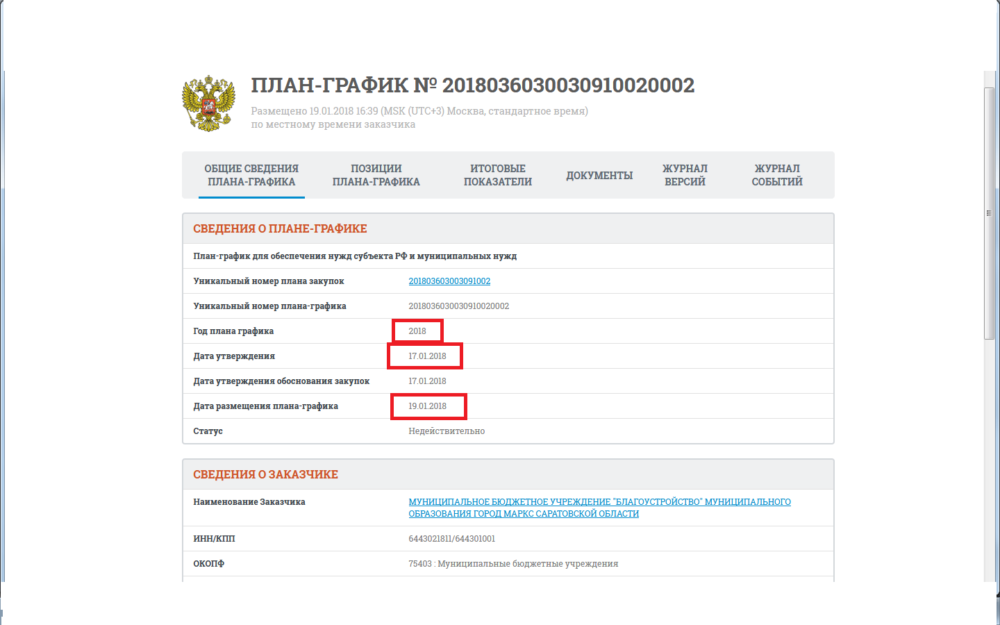 ПЛАН-ГРАФИК № 2018036030030910020002
Размещено 19.01.2018 16:39 (MSK (UTC+3) Москва, стандартное время)
по местному времени заказчика
ОБЩИЕ СВЕДЕНИЯ ПЛАНА-ГРАФИКА
ПОЗИЦИИ ПЛАНА-ГРАФИКА
ИТОГОВЫЕ ПОКАЗАТЕЛИ
ДОКУМЕНТЫ
ЖУРНАЛ ВЕРСИЙ
ЖУРНАЛ СОБЫТИЙ
СВЕДЕНИЯ О ПЛАНЕ-ГРАФИКЕ
План-график для обеспечения нужд субъекта РФ и муниципальных нужд
Уникальный номер плана закупок 201803603003091002
Уникальный номер плана-графика 2018036030030910020002
Год плана графика 2018
Дата утверждения 17.01.2018
Дата утверждения обоснования закупок 17.01.2018
Дата размещения плана-графика 19.01.2018
Статус Недействительно
СВЕДЕНИЯ О ЗАКАЗЧИКЕ
Наименование Заказчика МУНИЦИПАЛЬНОЕ БЮДЖЕТНОЕ УЧРЕЖДЕНИЕ "БЛАГОУСТРОЙСТВО" МУНИЦИПАЛЬНОГО
ОБРАЗОВАНИЯ ГОРОД МАРКС САРАТОВСКОЙ ОБЛАСТИ
ИНН/КПП 6443021811/644301001
ОКОПФ 75403 : Муниципальные бюджетные учреждения